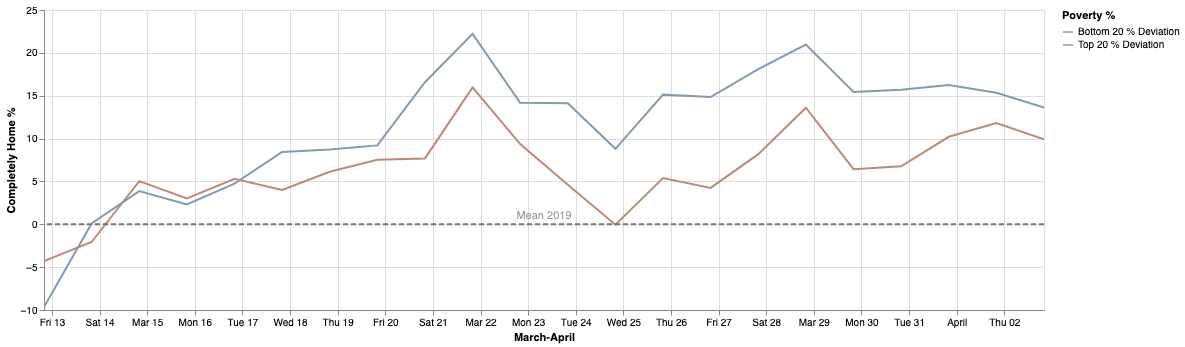 25
20
15
10
5
0
−5
−10
Completely Home %
Mean 2019
Fri 13 Sat 14 Mar 15 Mon 16 Tue 17 Wed 18 Thu 19 Fri 20 Sat 21 Mar 22 Mon 23 Tue 24 Wed 25 Thu 26 Fri 27 Sat 28 Mar 29 Mon 30 Tue 31 April Thu 02
March-April
Poverty %
Bottom 20 % Deviation
Top 20 % Deviation